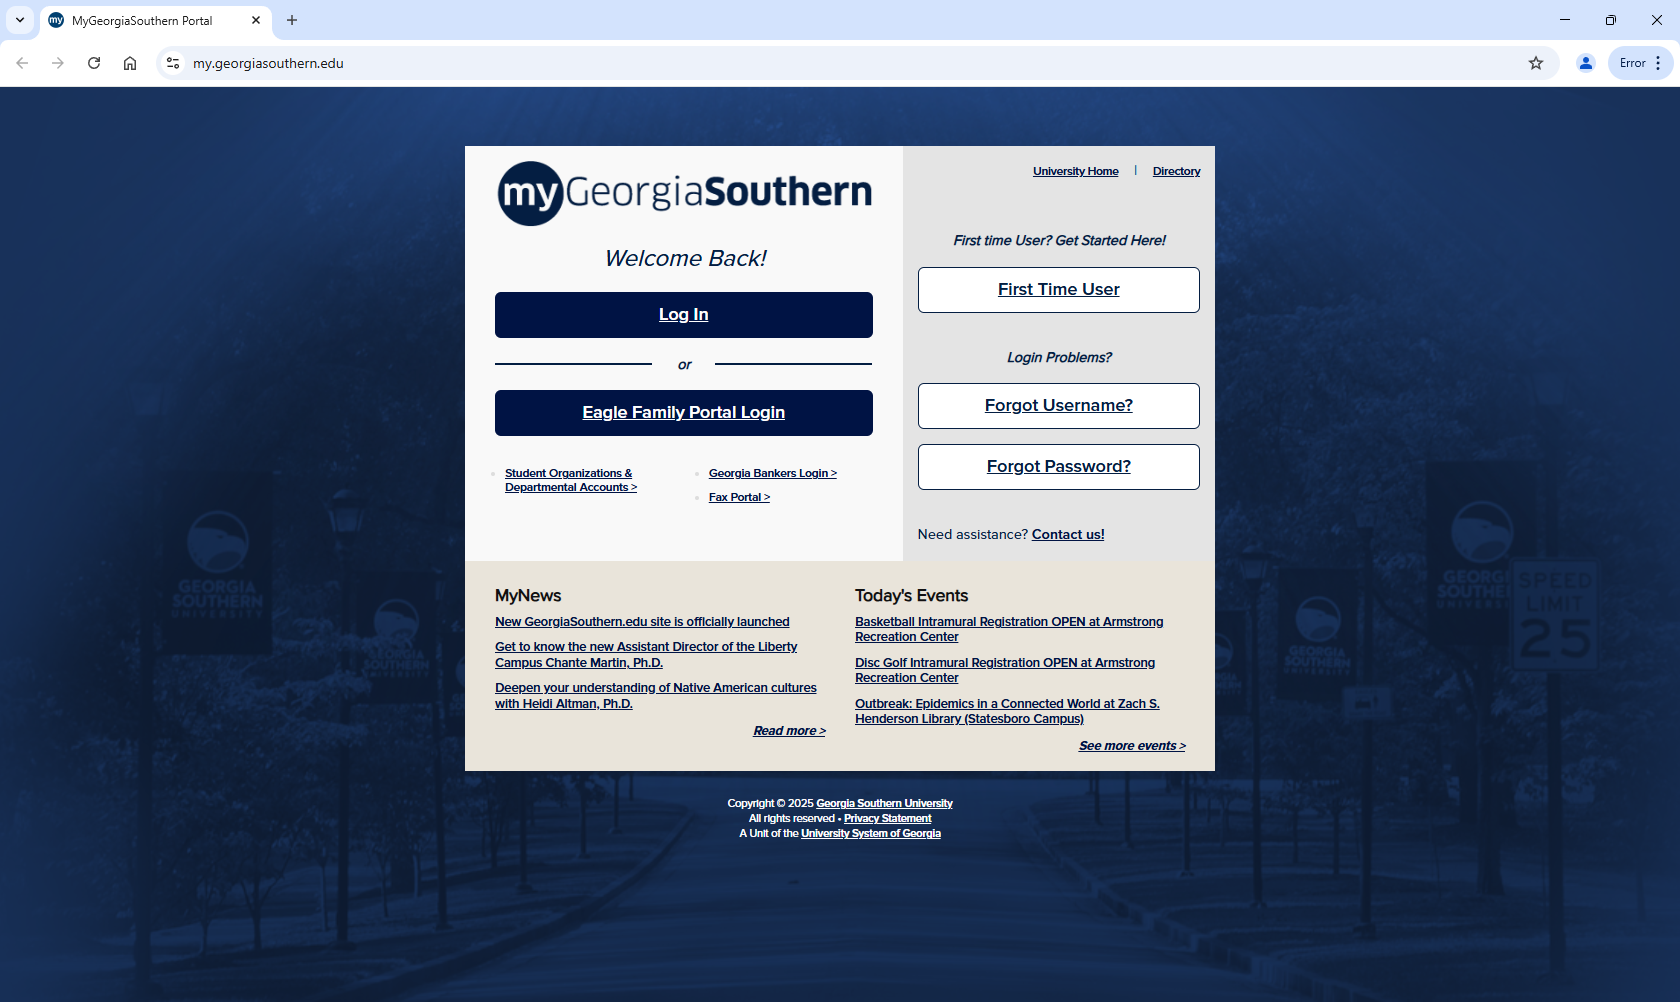 MyGeorgiaSouthern Portal
my.georgiasouthern.edu
Error
my GeorgiaSouthern
Welcome Back!
Log In
or
Eagle Family Portal Login
Student Organizations &
Departmental Accounts >
Georgia Bankers Login >
Fax Portal >
University Home | Directory
First time User? Get Started Here!
First Time User
Login Problems?
Forgot Username?
Forgot Password?
Need assistance? Contact us!
MyNews
New GeorgiaSouthern.edu site is officially launched
Get to know the new Assistant Director of the Liberty
Campus Chante Martin, Ph.D.
Deepen your understanding of Native American cultures
with Heidi Altman, Ph.D.
Read more >
Today's Events
Basketball Intramural Registration OPEN at Armstrong
Recreation Center
Disc Golf Intramural Registration OPEN at Armstrong
Recreation Center
Outbreak: Epidemics in a Connected World at Zach S.
Henderson Library (Statesboro Campus)
See more events >
Copyright © 2025 Georgia Southern University
All rights reserved • Privacy Statement
A Unit of the University System of Georgia
GEORGIA
SOUTHERN
UNIVERSITY
GEORGIA
SOUTHERN
GEORGIA
SOUTHERN
SPEED
LIMIT
25